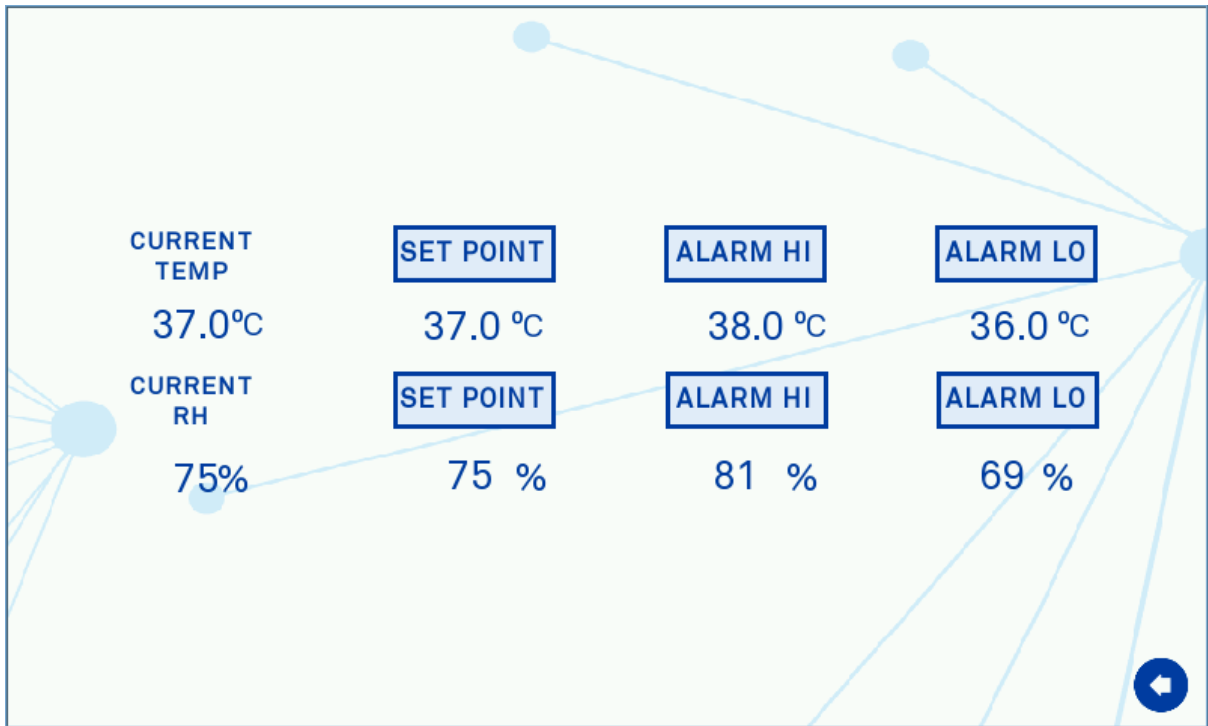 CURRENT TEMP
SET POINT
ALARM HI
ALARM LO
37.0ºC
37.0 ºC
38.0 ºC
36.0 ºC
CURRENT RH
SET POINT
ALARM HI
ALARM LO
75%
75 %
81 %
69 %